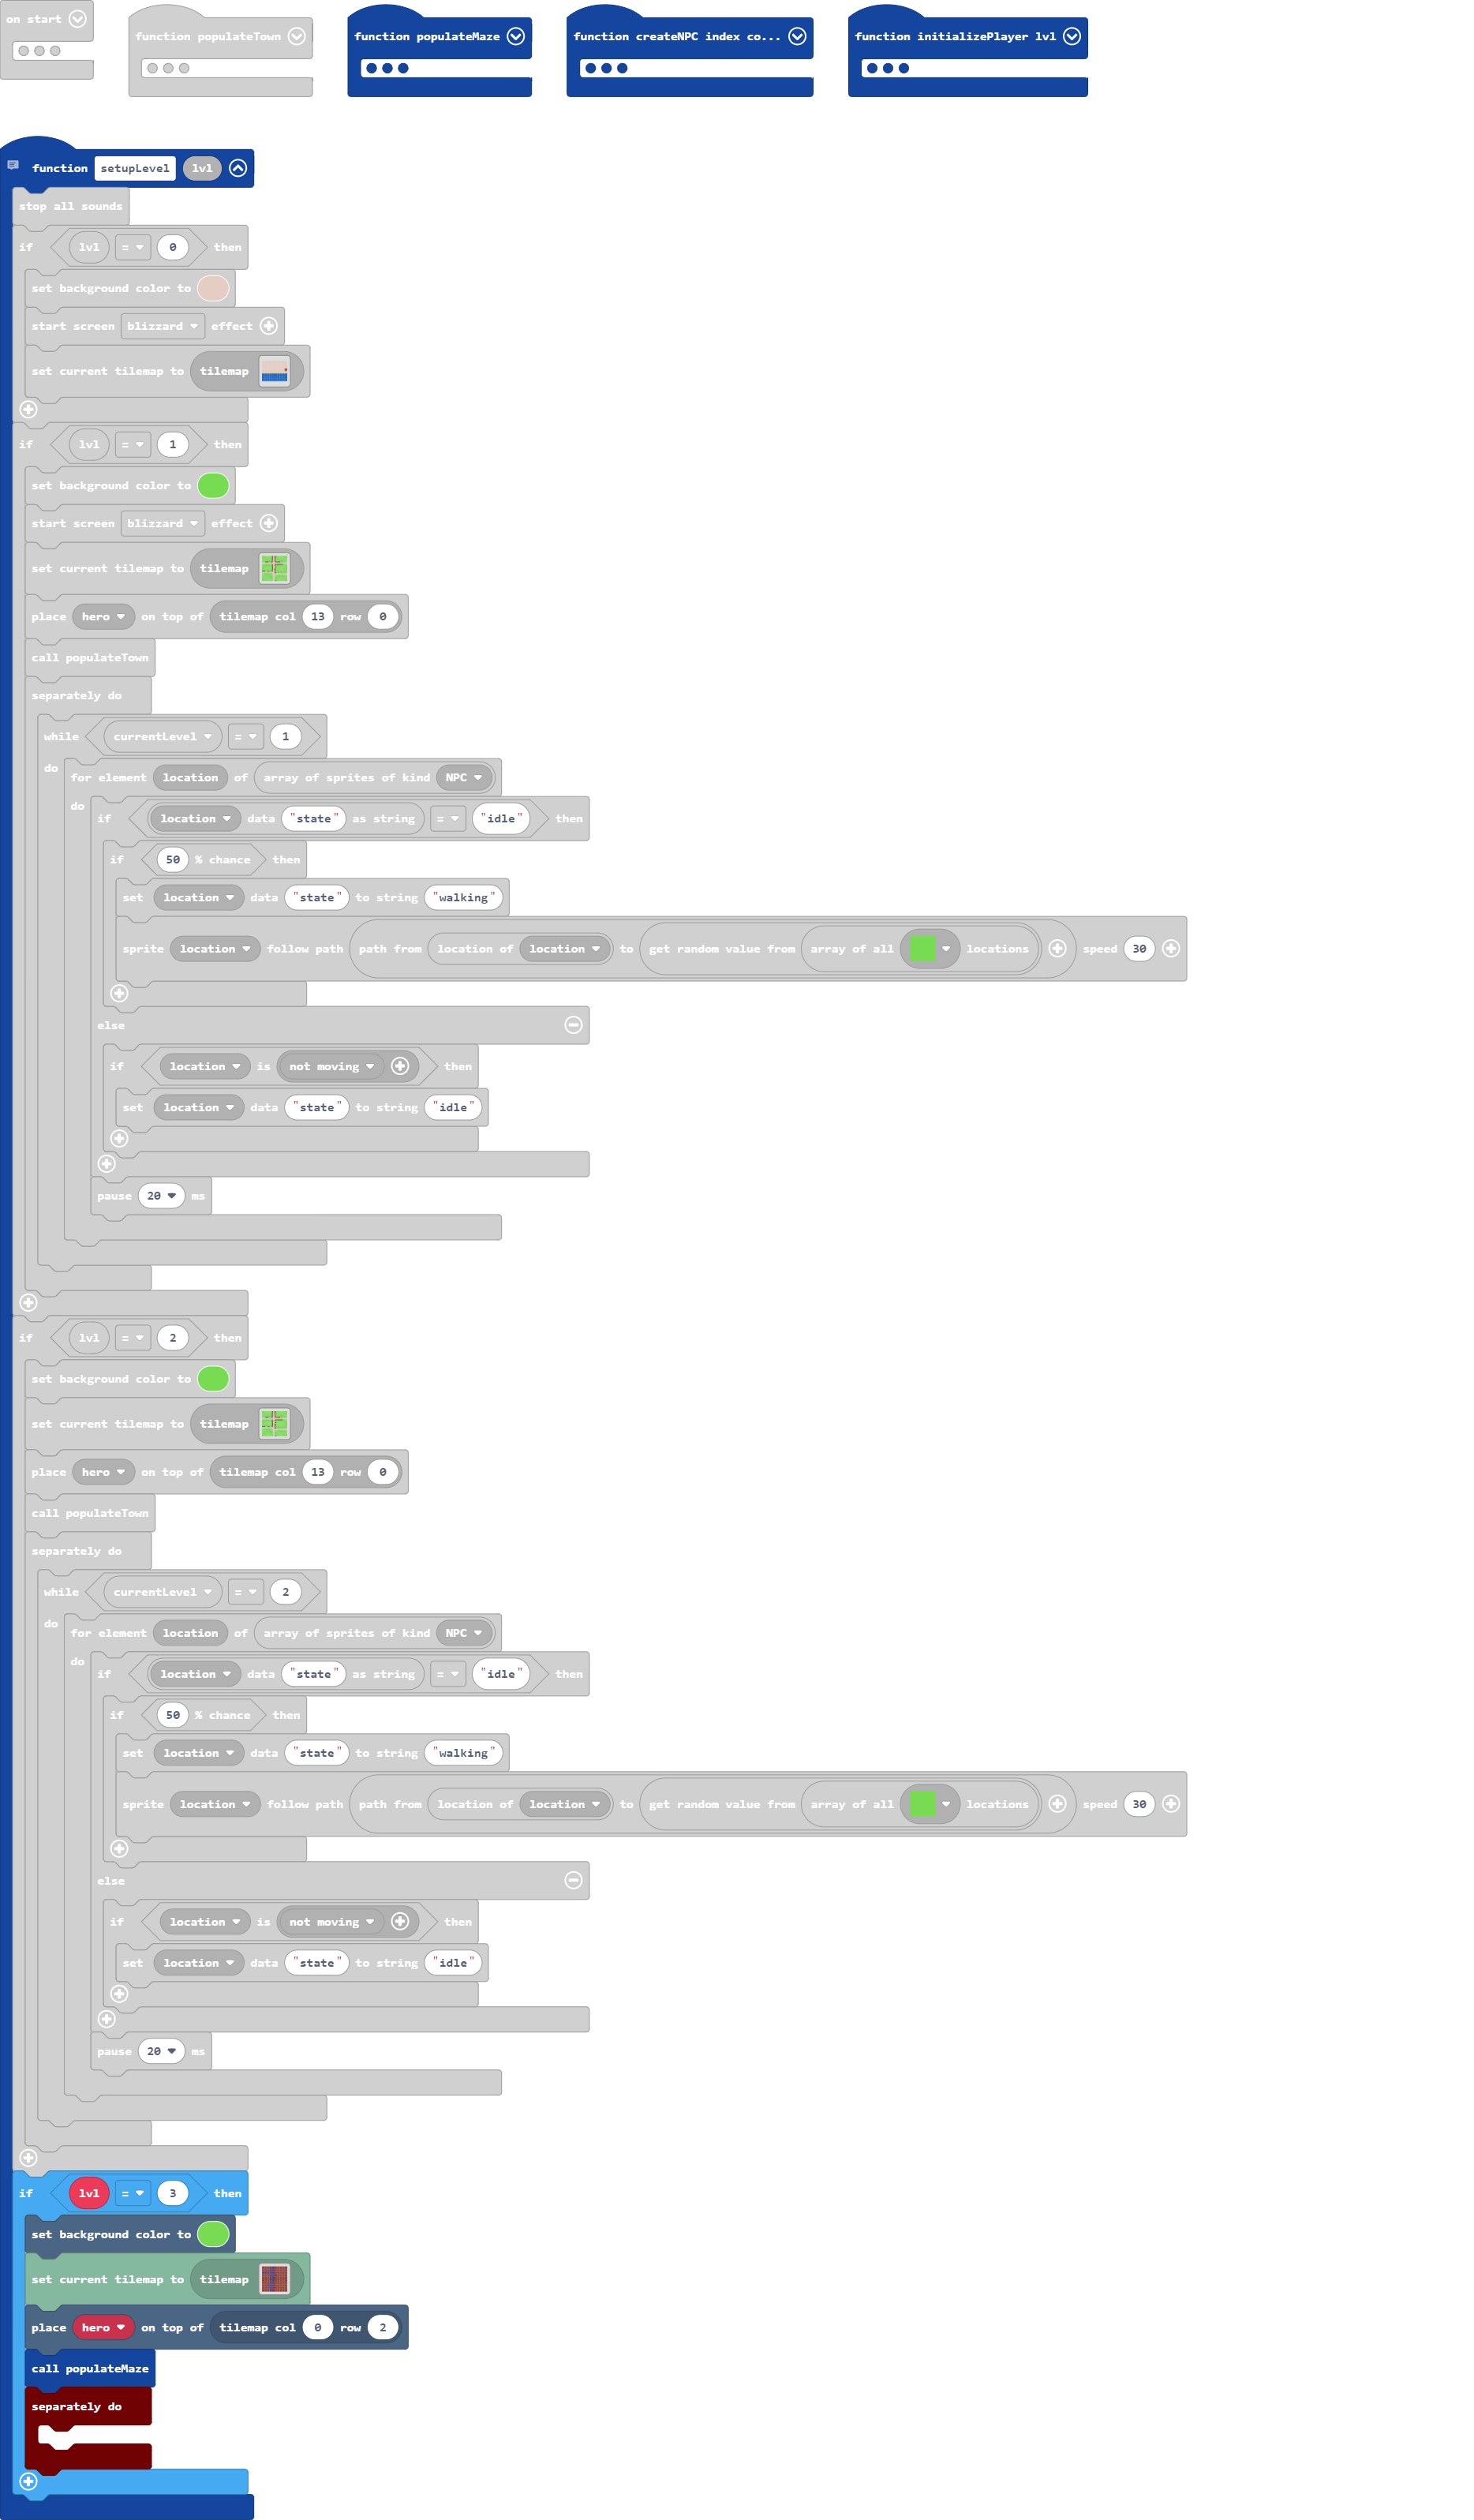 on start
function populateTown
function populateMaze
function createNPC index co...
function initializePlayer lvl
function setupLevel lvl
stop all sounds
if lvl = 0 then
set background color to
start screen blizzard effect
set current tilemap to tilemap
if lvl = 1 then
set background color to
start screen blizzard effect
set current tilemap to tilemap
place hero on top of tilemap col 13 row 0
call populateTown
separately do
while currentLevel = 1
do for element location of array of sprites of kind NPC
do if location data "state" as string = "idle" then
if 50 % chance then
set location data "state" to string "walking"
sprite location follow path path from location of location to get random value from array of all locations speed 30
else
if location is not moving then
set location data "state" to string "idle"
pause 20 ms
if lvl = 2 then
set background color to
set current tilemap to tilemap
place hero on top of tilemap col 13 row 0
call populateTown
separately do
while currentLevel = 2
do for element location of array of sprites of kind NPC
do if location data "state" as string = "idle" then
if 50 % chance then
set location data "state" to string "walking"
sprite location follow path path from location of location to get random value from array of all locations speed 30
else
if location is not moving then
set location data "state" to string "idle"
pause 20 ms
if lvl = 3 then
set background color to
set current tilemap to tilemap
place hero on top of tilemap col 0 row 2
call populateMaze
separately do